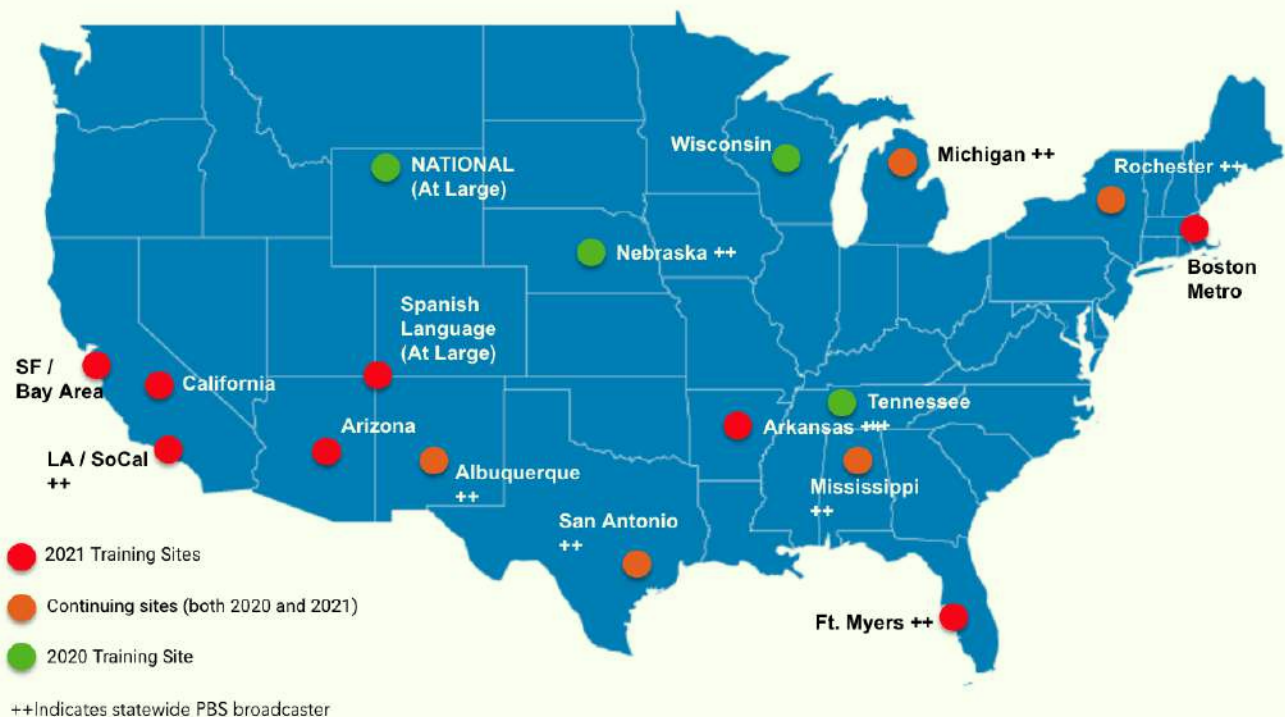 NATIONAL
(At Large)
Wisconsin
Michigan ++
Rochester ++
Nebraska ++
Boston
Metro
Spanish
Language
(At Large)
SF /
Bay Area
California
Tennessee
Arkansas ++
Arizona
LA / SoCal
++
Albuquerque
++
Mississippi
++
San Antonio
++
Ft. Myers ++
2021 Training Sites
Continuing sites (both 2020 and 2021)
2020 Training Site
++Indicates statewide PBS broadcaster